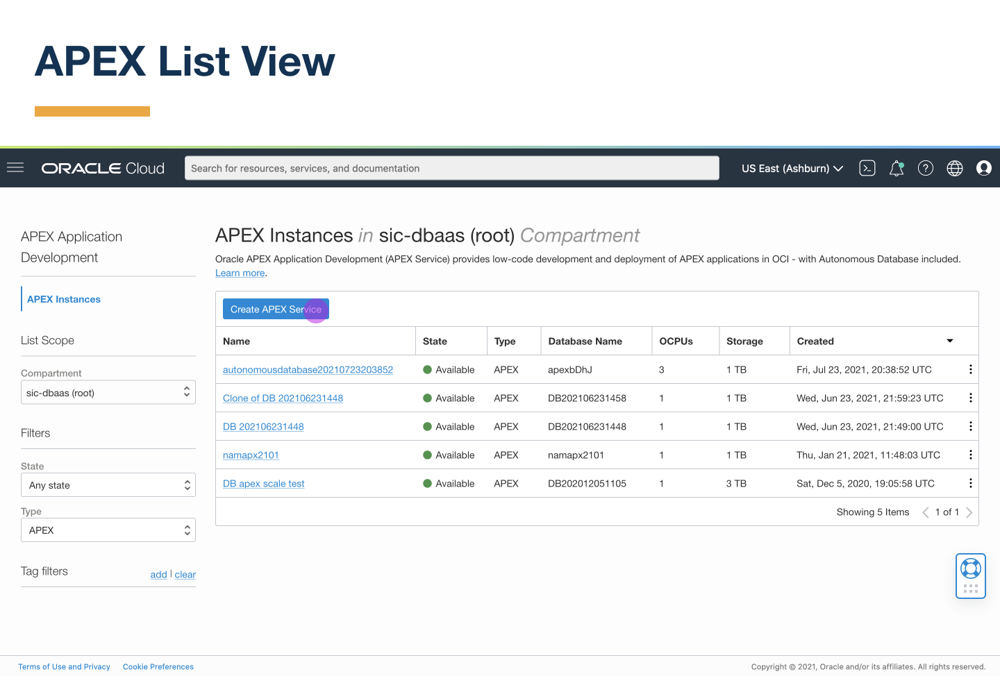 APEX List View
ORACLE Cloud
Search for resources, services, and documentation
US East (Ashburn)
APEX Application
Development
APEX Instances
List Scope
Compartment
sic-dbaas (root)
Filters
State
Any state
Type
APEX
Tag filters add | clear
APEX Instances in sic-dbaas (root) Compartment
Oracle APEX Application Development (APEX Service) provides low-code development and deployment of APEX applications in OCI - with Autonomous Database included.
Learn more.
Create APEX Service
Name State Type Database Name OCPUs Storage Created
autonomousdatabase20210723203852 Available APEX apexbDhJ 3 1 TB Fri, Jul 23, 2021, 20:38:52 UTC
Clone of DB 202106231448 Available APEX DB202106231458 1 1 TB Wed, Jun 23, 2021, 21:59:23 UTC
DB 202106231448 Available APEX DB202106231448 1 1 TB Wed, Jun 23, 2021, 21:49:00 UTC
namapx2101 Available APEX namapx2101 1 1 TB Thu, Jan 21, 2021, 11:48:03 UTC
DB apex scale test Available APEX DB202012051105 1 3 TB Sat, Dec 5, 2020, 19:05:58 UTC
Showing 5 Items 1 of 1
Terms of Use and Privacy Cookie Preferences
Copyright © 2021, Oracle and/or its affiliates. All rights reserved.